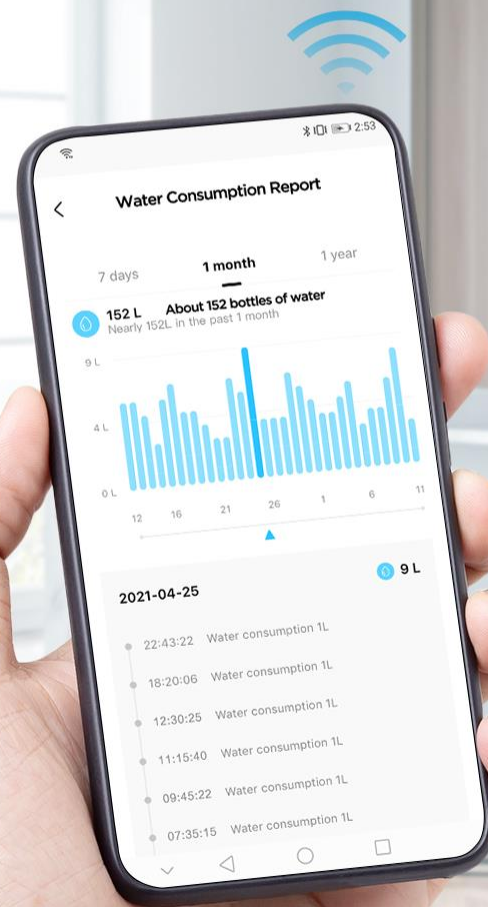 2:53
Water Consumption Report
7 days 1 month 1 year
152 L About 152 bottles of water
Nearly 152L in the past 1 month
9 L
4 L
0 L
12 16 21 26 1 6 11
2021-04-25 9 L
22:43:22 Water consumption 1L
18:20:06 Water consumption 1L
12:30:25 Water consumption 1L
11:15:40 Water consumption 1L
09:45:22 Water consumption 1L
07:35:15 Water consumption 1L